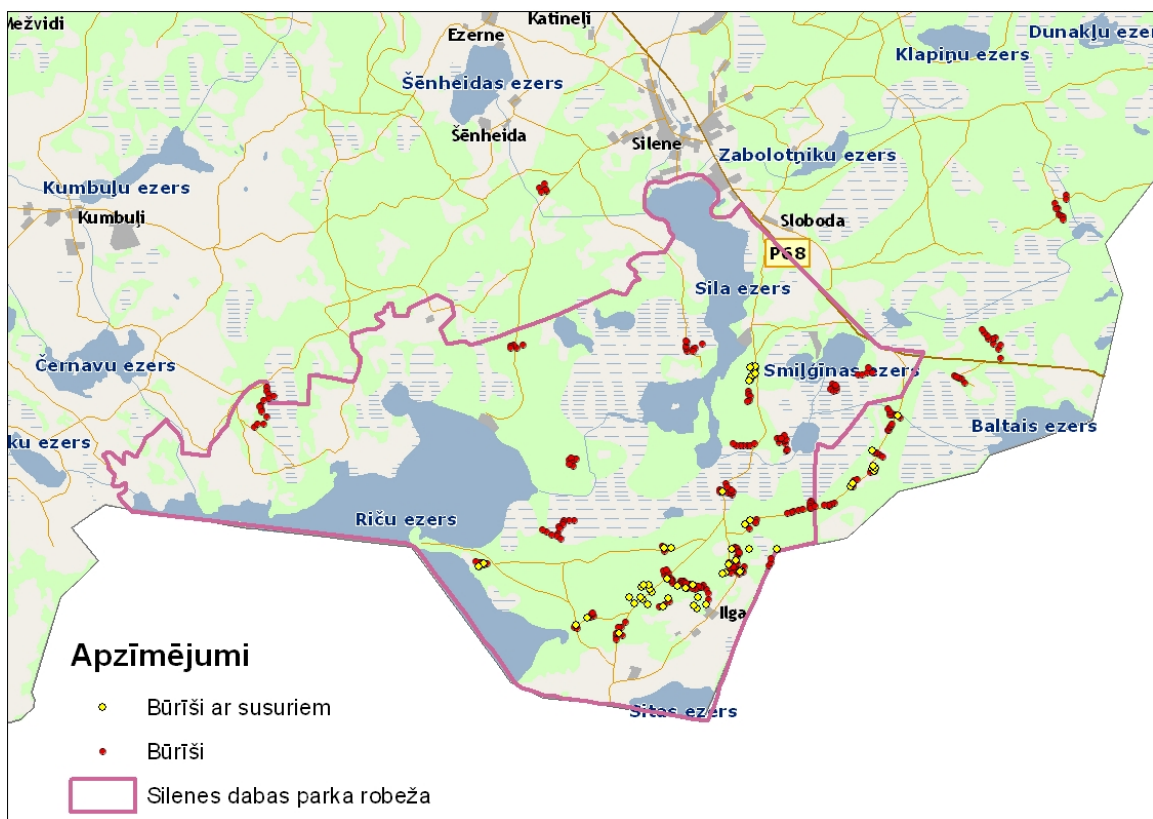 Mežvidi
Katineļi
Ezerne
Dunakļu ezer
Klapiņu ezers
Šēnheidas ezers
Šēnheida
Silene
Zabolotņiku ezers
Kumbuļu ezers
Kumbuļi
Sloboda
P68
Sila ezers
Černavu ezers
Smiļģinas ezers
Baltais ezers
ku ezers
Riču ezers
Ilga
Sitas ezers
Apzīmējumi
Būrīši ar susuriem
Būrīši
Silenes dabas parka robeža